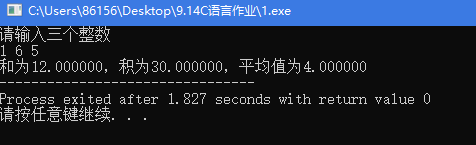 C:\Users\86156\Desktop\9.14C语言作业\1.exe
请输入三个整数
1 6 5
和为12.000000，积为30.000000，平均值为4.000000
--------------------------------
Process exited after 1.827 seconds with return value 0
请按任意键继续. . .